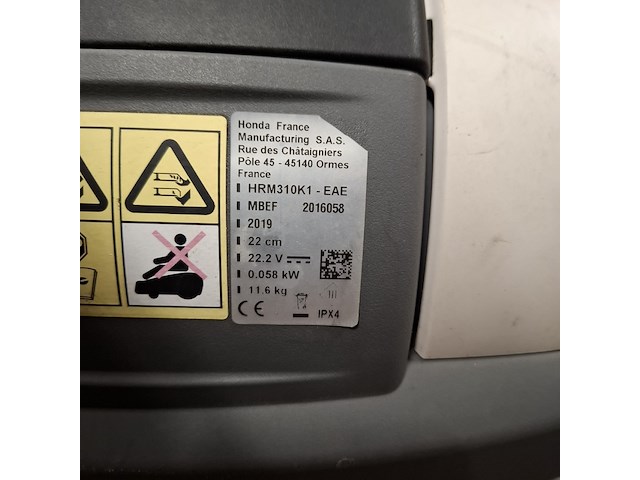 Honda France
Manufacturing S.A.S.
Rue des Châtaigniers
Pôle 45 - 45140 Ormes
France
HRM310K1 - EAE
MBEF 2016058
2019
22 cm
22.2 V
0.058 kW
11.6 kg
CE IPX4